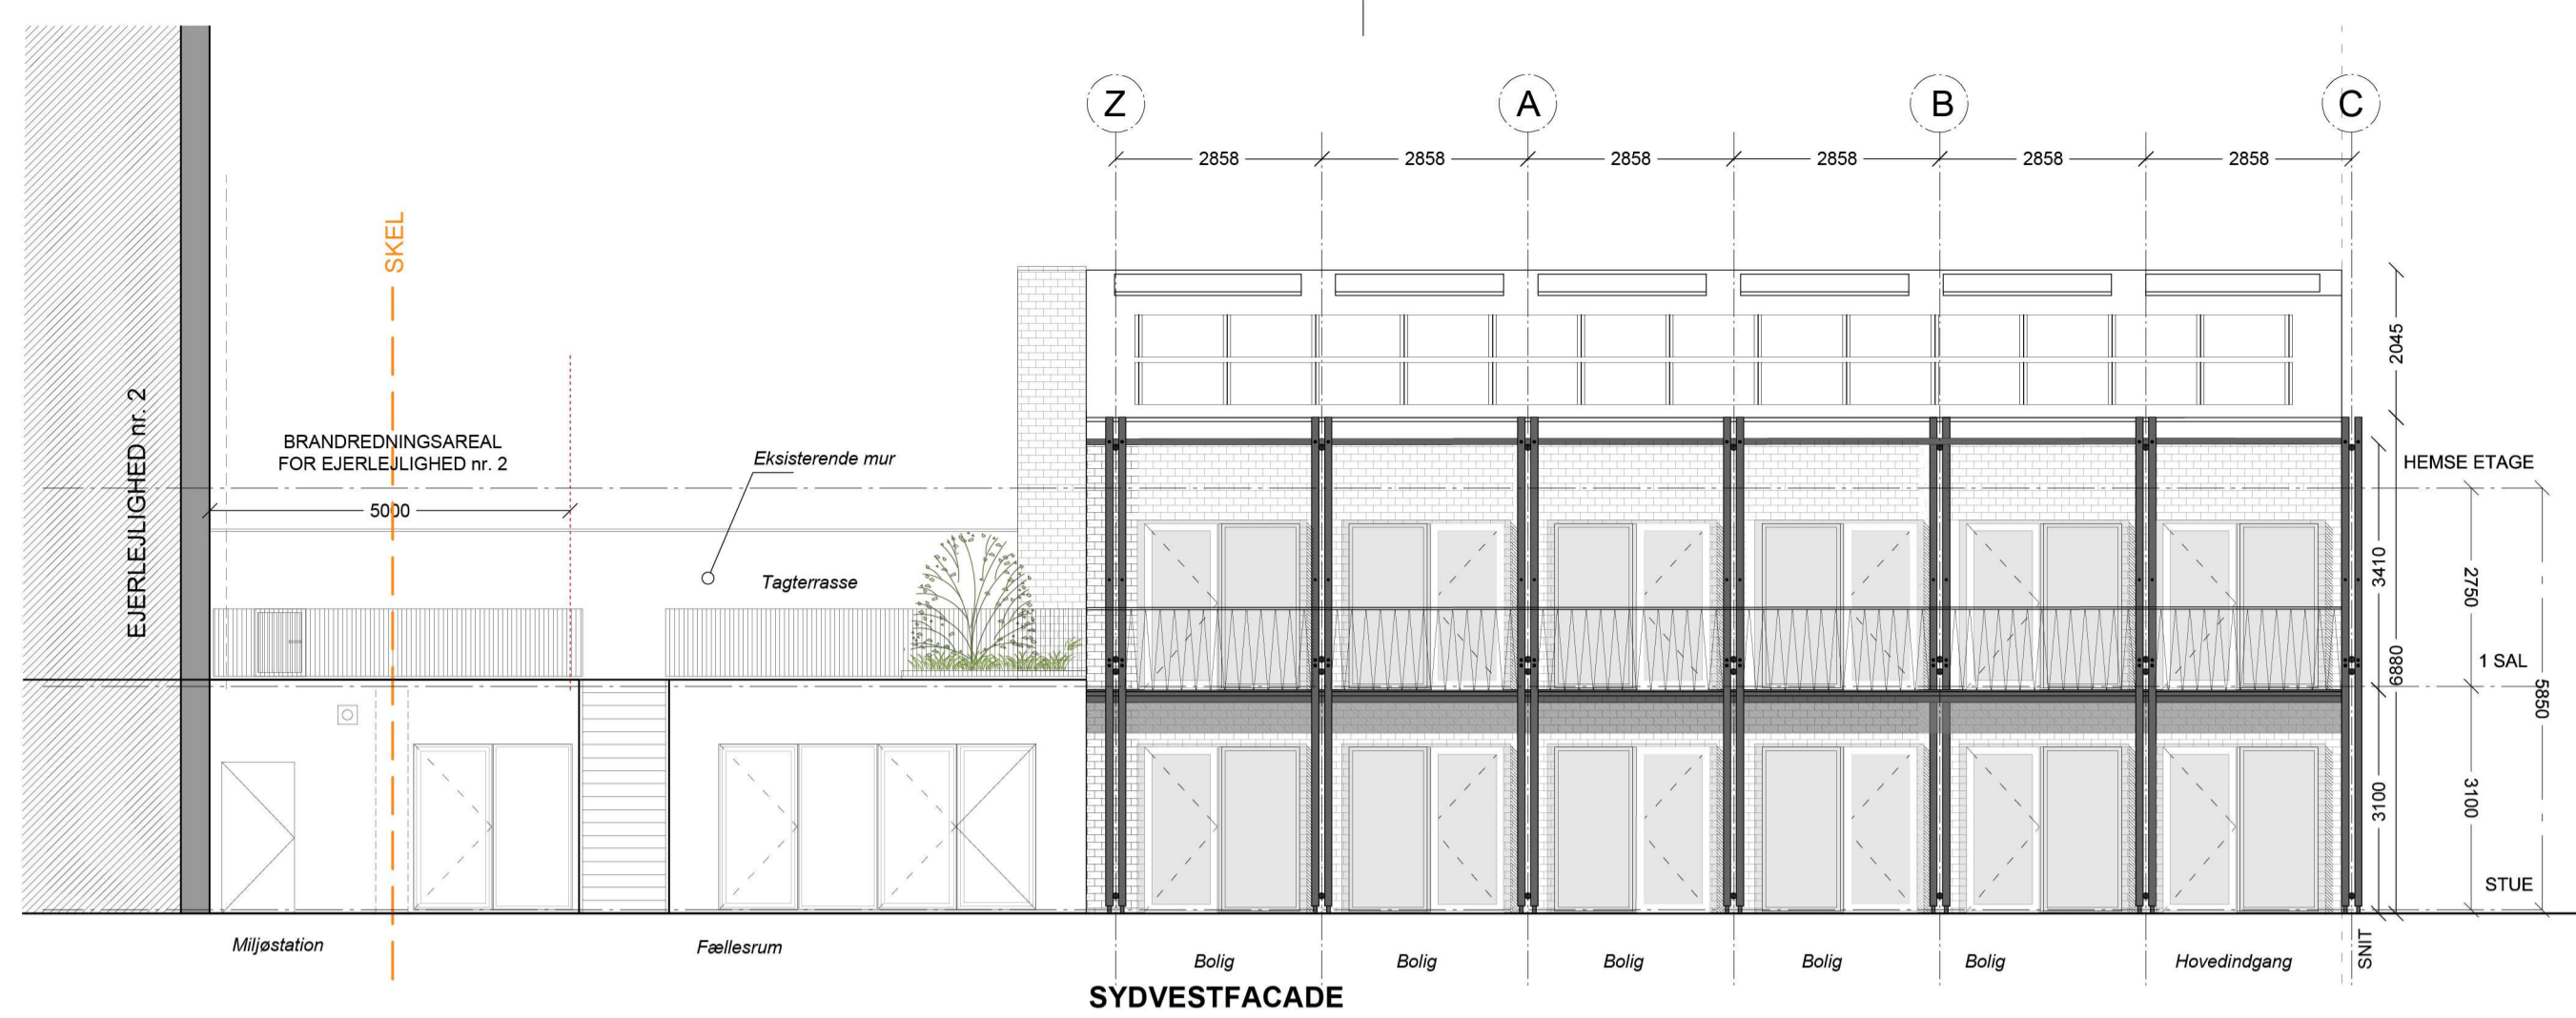 Z
A
B
C
2858
2858
2858
2858
2858
2858
SKEL
EJERLEJLIGHED nr. 2
BRANDREDNINGSAREAL
FOR EJERLEJLIGHED nr. 2
5000
Eksisterende mur
Tagterrasse
2045
HEMSE ETAGE
3410
2750
6880
1 SAL
5850
3100
3100
STUE
Miljøstation
Fællesrum
Bolig
Bolig
Bolig
Bolig
Bolig
Hovedindgang
SNIT
SYDVESTFACADE